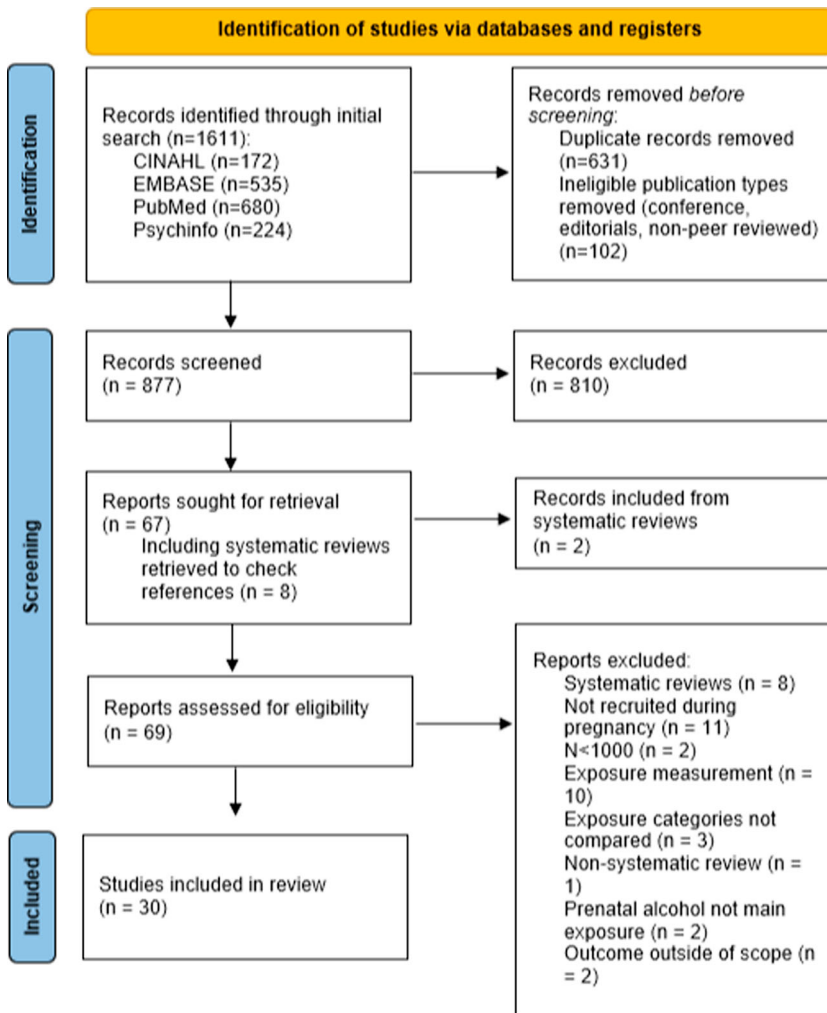 Identification of studies via databases and registers
Identification
Records identified through initial
search (n=1611):
CINAHL (n=172)
EMBASE (n=535)
PubMed (n=680)
Psychinfo (n=224)
Records removed before
screening:
Duplicate records removed
(n=631)
Ineligible publication types
removed (conference,
editorials, non-peer reviewed)
(n=102)
Screening
Records screened
(n = 877)
Records excluded
(n = 810)
Reports sought for retrieval
(n = 67)
Including systematic reviews
retrieved to check
references (n = 8)
Records included from
systematic reviews
(n = 2)
Reports assessed for eligibility
(n = 69)
Reports excluded:
Systematic reviews (n = 8)
Not recruited during
pregnancy (n = 11)
N<1000 (n = 2)
Exposure measurement (n =
10)
Exposure categories not
compared (n = 3)
Non-systematic review (n =
1)
Prenatal alcohol not main
exposure (n = 2)
Outcome outside of scope (n
= 2)
Included
Studies included in review
(n = 30)